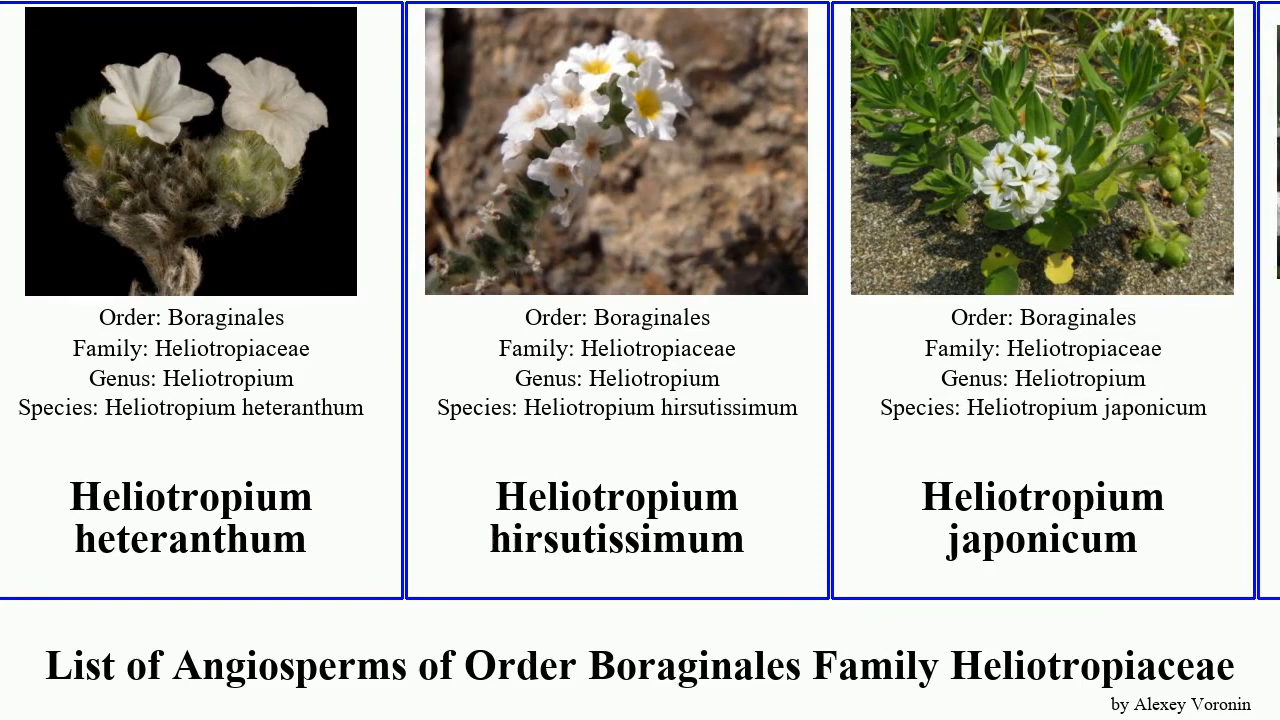 Order: Boraginales
Family: Heliotropiaceae
Genus: Heliotropium
Species: Heliotropium heteranthum
Heliotropium
heteranthum
Order: Boraginales
Family: Heliotropiaceae
Genus: Heliotropium
Species: Heliotropium hirsutissimum
Heliotropium
hirsutissimum
Order: Boraginales
Family: Heliotropiaceae
Genus: Heliotropium
Species: Heliotropium japonicum
Heliotropium
japonicum
List of Angiosperms of Order Boraginales Family Heliotropiaceae
by Alexey Voronin